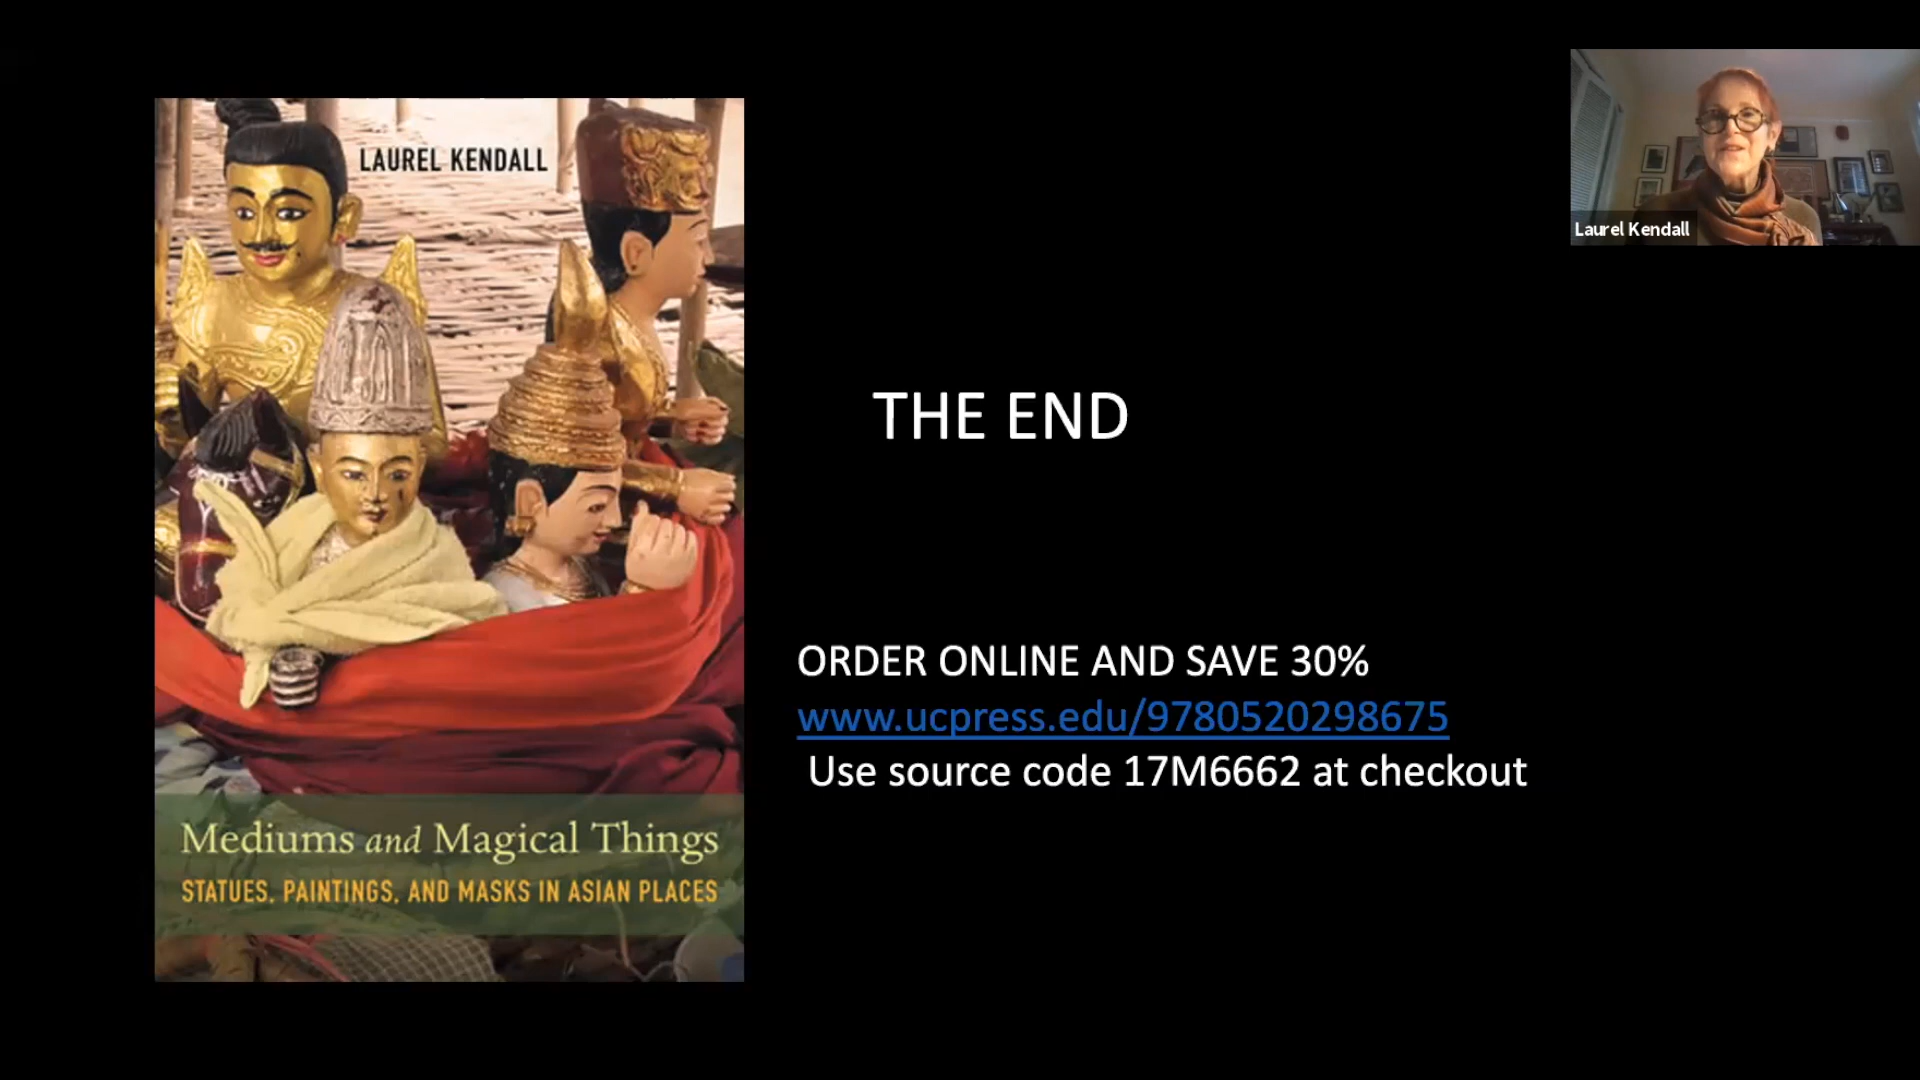 LAUREL KENDALL
Mediums and Magical Things
STATUES, PAINTINGS, AND MASKS IN ASIAN PLACES
THE END
ORDER ONLINE AND SAVE 30%
www.ucpress.edu/9780520298675
Use source code 17M6662 at checkout
Laurel Kendall